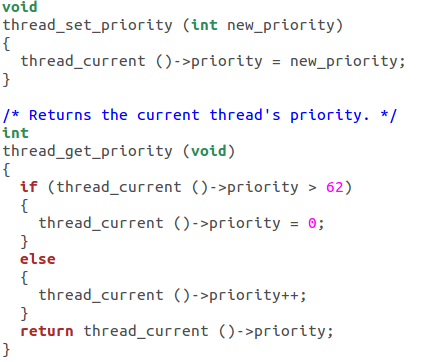 void
thread_set_priority (int new_priority)
{
  thread_current ()->priority = new_priority;
}

/* Returns the current thread's priority. */
int
thread_get_priority (void)
{
  if (thread_current ()->priority > 62)
  {
    thread_current ()->priority = 0;
  }
  else
  {
    thread_current ()->priority++;
  }
  return thread_current ()->priority;
}